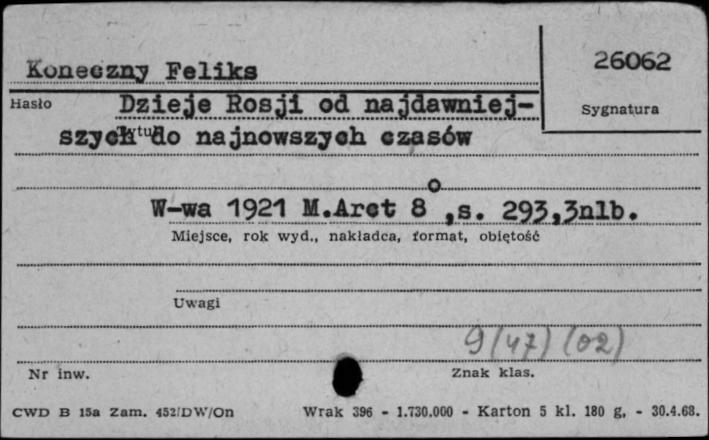 26062
Koneczny Feliks
Hasło Dzieje Rosji od najdawniej- Sygnatura
szych do najnowszych czasów
Tytuł
W-wa 1921 M.Arct 8°,s. 293,3nlb.
Miejsce, rok wyd., nakładca, format, objętość
Uwagi
9(47)(02)
Nr inw. Znak klas.
CWD B 15a Zam. 452/DW/On Wrak 396 - 1.730.000 - Karton 5 kl. 180 g. - 30.4.68.